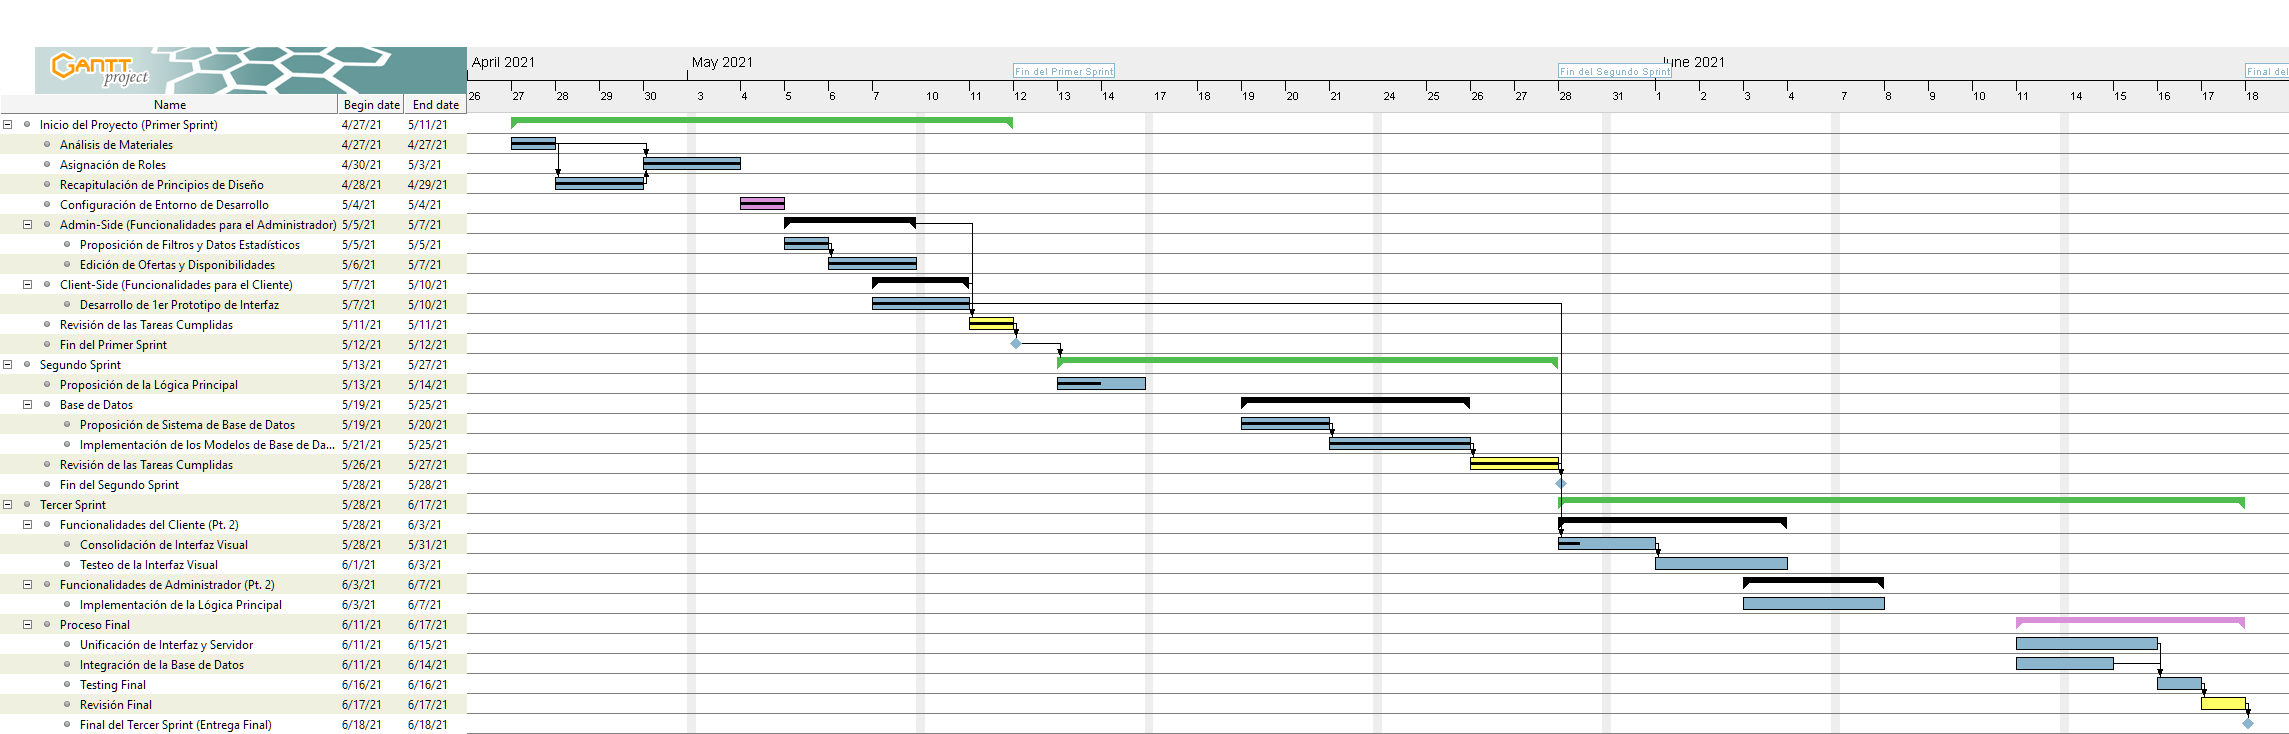 GANTT
project
April 2021
May 2021
June 2021
Fin del Primer Sprint
Fin del Segundo Sprint
Final del
Name Begin date End date
26 27 28 29 30 3 4 5 6 7 10 11 12 13 14 17 18 19 20 21 24 25 26 27 28 31 1 2 3 4 7 8 9 10 11 14 15 16 17 18
Inicio del Proyecto (Primer Sprint) 4/27/21 5/11/21
Análisis de Materiales 4/27/21 4/27/21
Asignación de Roles 4/30/21 5/3/21
Recapitulación de Principios de Diseño 4/28/21 4/29/21
Configuración de Entorno de Desarrollo 5/4/21 5/4/21
Admin-Side (Funcionalidades para el Administrador) 5/5/21 5/7/21
Proposición de Filtros y Datos Estadísticos 5/5/21 5/5/21
Edición de Ofertas y Disponibilidades 5/6/21 5/7/21
Client-Side (Funcionalidades para el Cliente) 5/7/21 5/10/21
Desarrollo de 1er Prototipo de Interfaz 5/7/21 5/10/21
Revisión de las Tareas Cumplidas 5/11/21 5/11/21
Fin del Primer Sprint 5/12/21 5/12/21
Segundo Sprint 5/13/21 5/27/21
Proposición de la Lógica Principal 5/13/21 5/14/21
Base de Datos 5/19/21 5/25/21
Proposición de Sistema de Base de Datos 5/19/21 5/20/21
Implementación de los Modelos de Base de Da... 5/21/21 5/25/21
Revisión de las Tareas Cumplidas 5/26/21 5/27/21
Fin del Segundo Sprint 5/28/21 5/28/21
Tercer Sprint 5/28/21 6/17/21
Funcionalidades del Cliente (Pt. 2) 5/28/21 6/3/21
Consolidación de Interfaz Visual 5/28/21 5/31/21
Testeo de la Interfaz Visual 6/1/21 6/3/21
Funcionalidades de Administrador (Pt. 2) 6/3/21 6/7/21
Implementación de la Lógica Principal 6/3/21 6/7/21
Proceso Final 6/11/21 6/17/21
Unificación de Interfaz y Servidor 6/11/21 6/15/21
Integración de la Base de Datos 6/11/21 6/14/21
Testing Final 6/16/21 6/16/21
Revisión Final 6/17/21 6/17/21
Final del Tercer Sprint (Entrega Final) 6/18/21 6/18/21